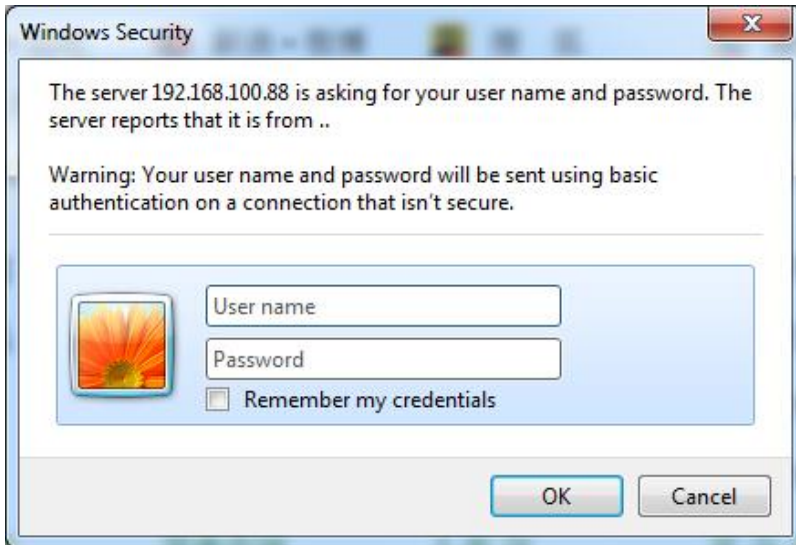 Windows Security
The server 192.168.100.88 is asking for your user name and password. The
server reports that it is from ..
Warning: Your user name and password will be sent using basic
authentication on a connection that isn't secure.
User name
Password
Remember my credentials
OK
Cancel